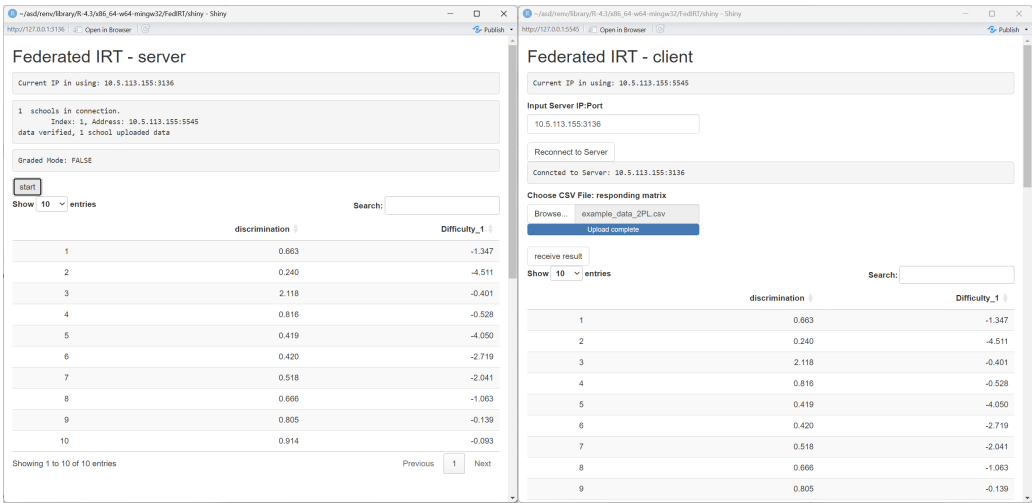 ~/asd/renv/library/R-4.3/x86_64-w64-mingw32/FedIRT/shiny - Shiny
http://127.0.0.1:3136 Open in Browser Publish
Federated IRT - server
Current IP in using: 10.5.113.155:3136
1 schools in connection.
Index: 1, Address: 10.5.113.155:5545
data verified, 1 school uploaded data
Graded Mode: FALSE
start
Show 10 entries Search:
discrimination Difficulty_1
1 0.663 -1.347
2 0.240 -4.511
3 2.118 -0.401
4 0.816 -0.528
5 0.419 -4.050
6 0.420 -2.719
7 0.518 -2.041
8 0.666 -1.063
9 0.805 -0.139
10 0.914 -0.093
Showing 1 to 10 of 10 entries Previous 1 Next
~/asd/renv/library/R-4.3/x86_64-w64-mingw32/FedIRT/shiny - Shiny
http://127.0.0.1:5545 Open in Browser Publish
Federated IRT - client
Current IP in using: 10.5.113.155:5545
Input Server IP:Port
10.5.113.155:3136
Reconnect to Server
Conncted to Server: 10.5.113.155:3136
Choose CSV File: responding matrix
Browse... example_data_2PL.csv
Upload complete
receive result
Show 10 entries Search:
discrimination Difficulty_1
1 0.663 -1.347
2 0.240 -4.511
3 2.118 -0.401
4 0.816 -0.528
5 0.419 -4.050
6 0.420 -2.719
7 0.518 -2.041
8 0.666 -1.063
9 0.805 -0.139